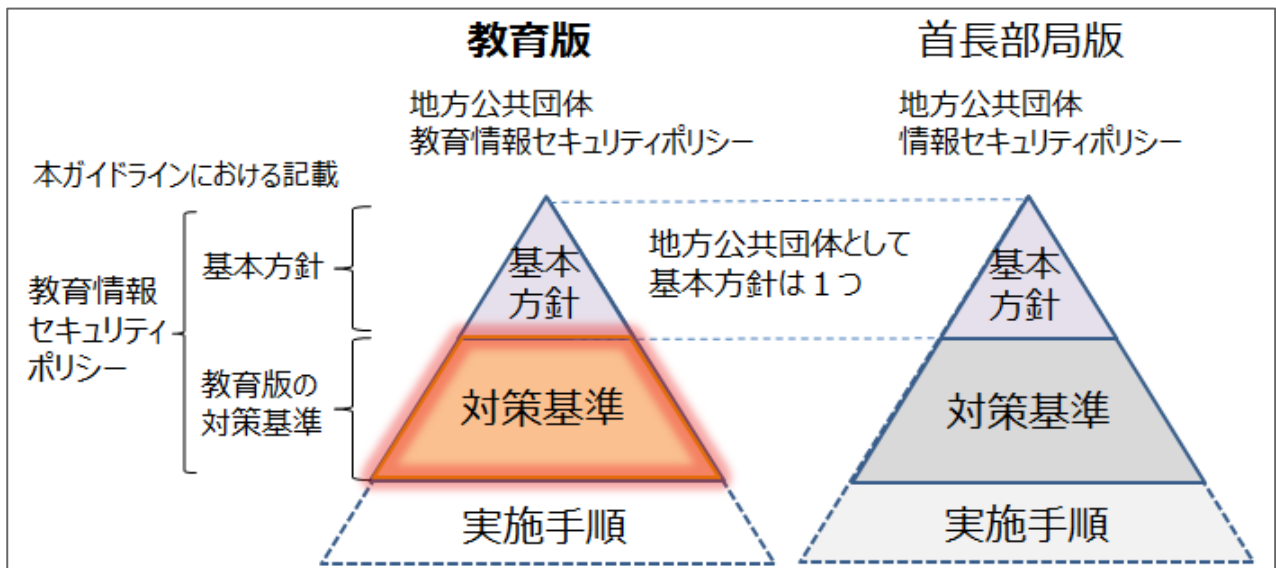 教育版
首長部局版
地方公共団体
教育情報セキュリティポリシー
地方公共団体
情報セキュリティポリシー
本ガイドラインにおける記載
教育情報
セキュリティ
ポリシー
基本方針
教育版の
対策基準
基本
方針
地方公共団体として
基本方針は１つ
基本
方針
対策基準
対策基準
実施手順
実施手順